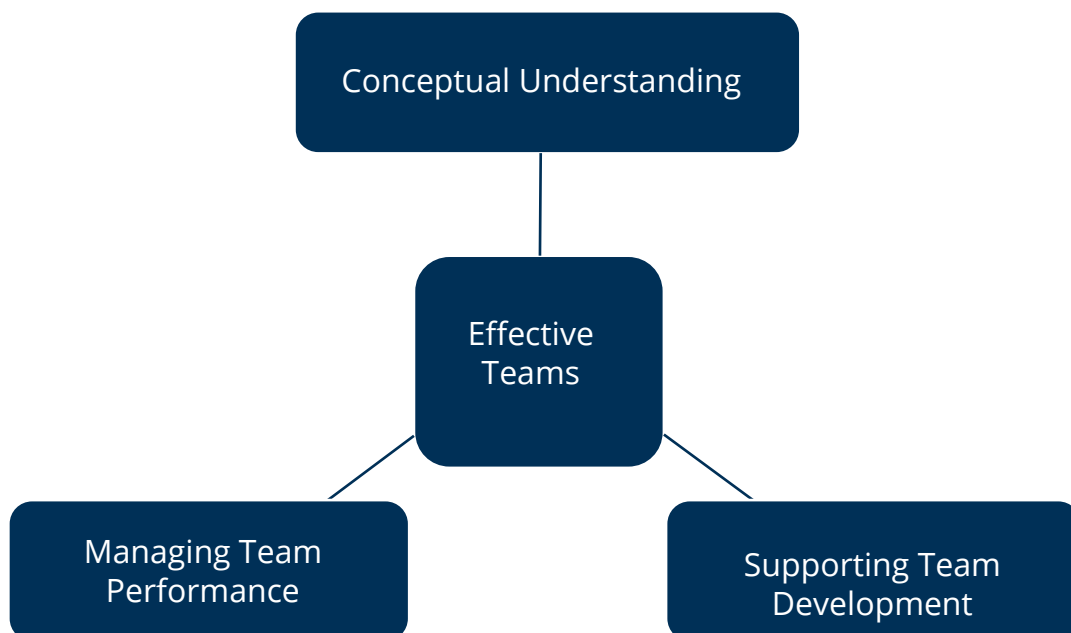 Conceptual Understanding
Effective
Teams
Managing Team
Performance
Supporting Team
Development